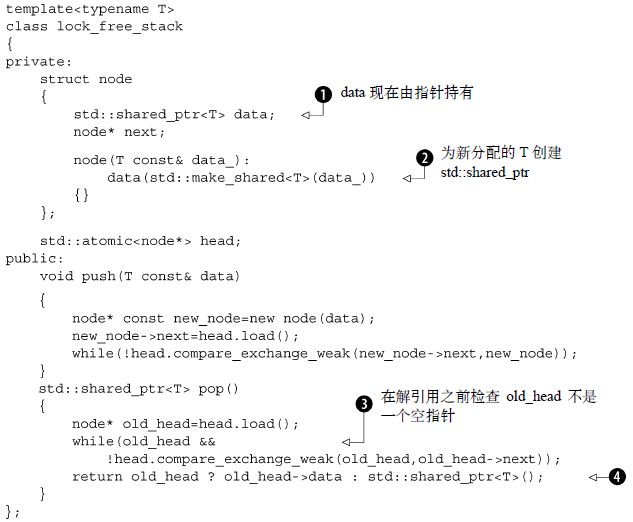 template<typename T>
class lock_free_stack
{
private:
struct node
{
❶ data 现在由指针持有
std::shared_ptr<T> data;
node* next;
❷ 为新分配的 T 创建
std::shared_ptr
node(T const& data_):
data(std::make_shared<T>(data_))
{}
};
std::atomic<node*> head;
public:
void push(T const& data)
{
node* const new_node=new node(data);
new_node->next=head.load();
while(!head.compare_exchange_weak(new_node->next,new_node));
}
std::shared_ptr<T> pop()
{
❸ 在解引用之前检查 old_head 不是
一个空指针
node* old_head=head.load();
while(old_head &&
!head.compare_exchange_weak(old_head,old_head->next));
return old_head ? old_head->data : std::shared_ptr<T>(); ❹
}
};